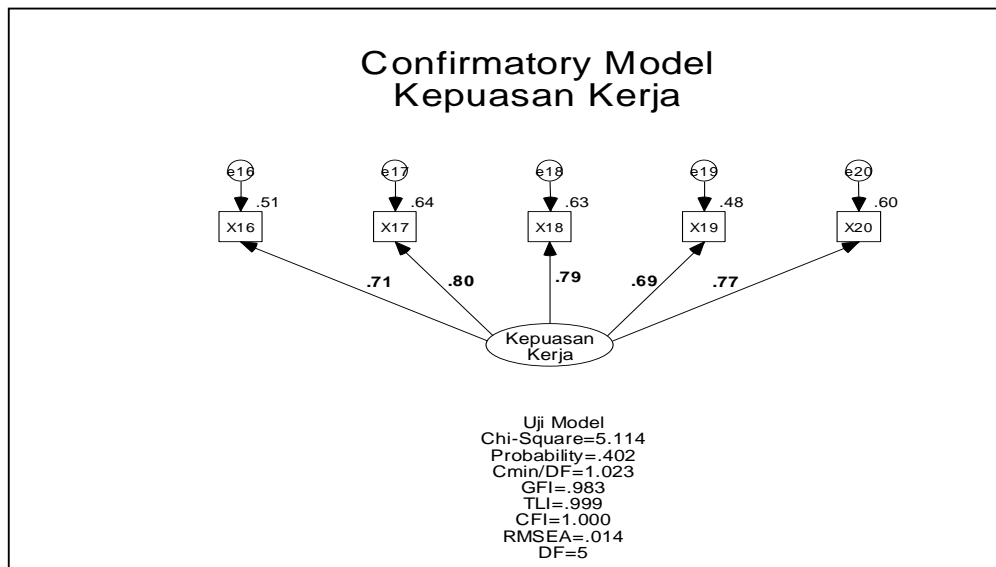 Confirmatory Model
Kepuasan Kerja
e16 e17 e18 e19 e20
.51 .64 .63 .48 .60
X16 X17 X18 X19 X20
.71 .80 .79 .69 .77
Kepuasan
Kerja
Uji Model
Chi-Square=5.114
Probability=.402
Cmin/DF=1.023
GFI=.983
TLI=.999
CFI=1.000
RMSEA=.014
DF=5